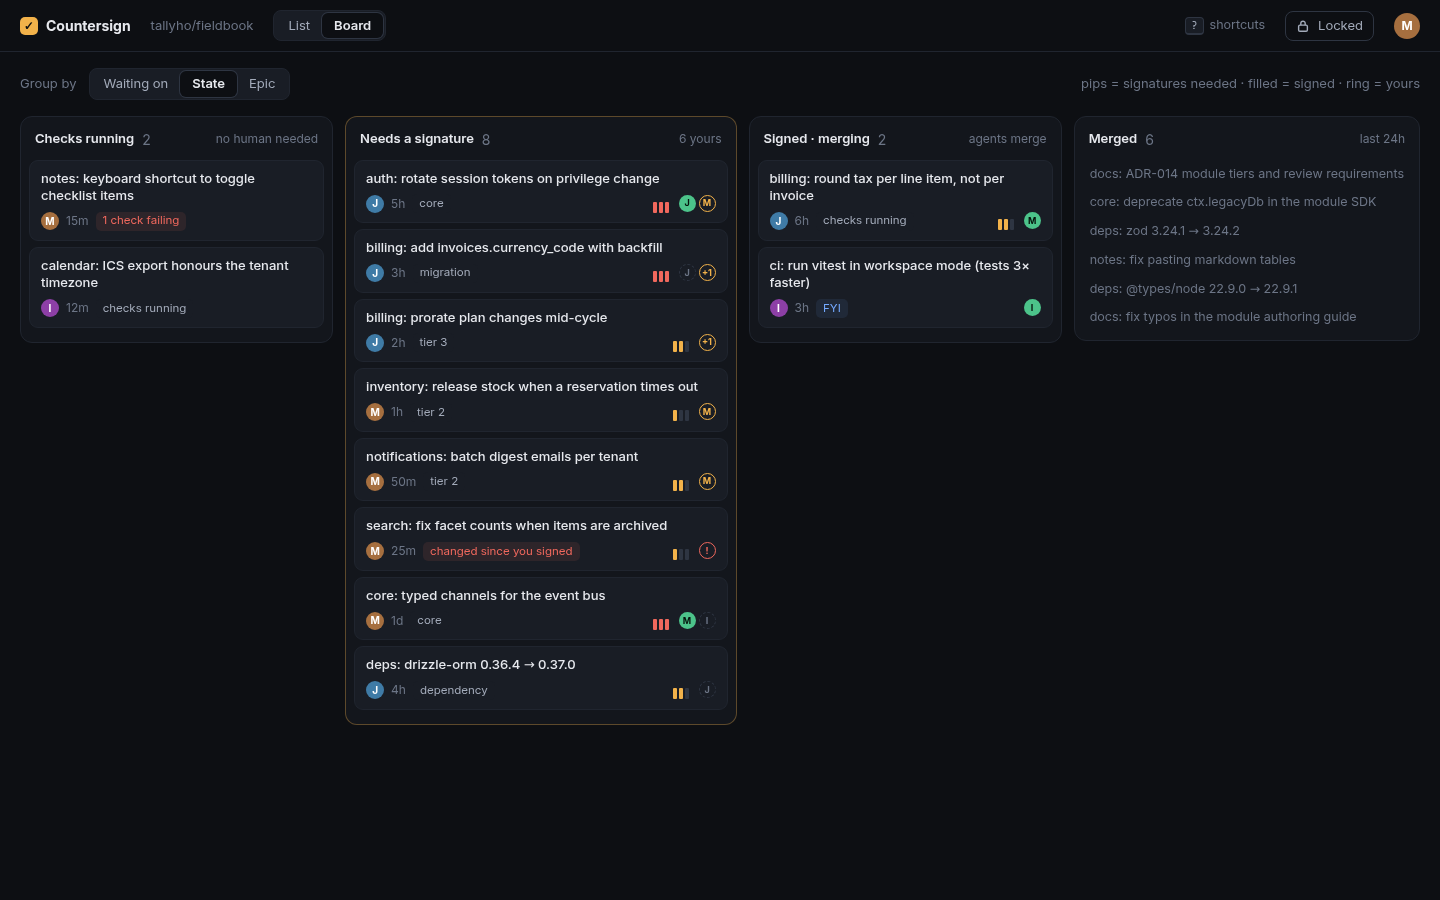 ✓ Countersign tallyho/fieldbook List Board ? shortcuts Locked M
Group by Waiting on State Epic pips = signatures needed · filled = signed · ring = yours
Checks running 2 no human needed
notes: keyboard shortcut to toggle
checklist items
M 15m 1 check failing
calendar: ICS export honours the tenant
timezone
I 12m checks running
Needs a signature 8 6 yours
auth: rotate session tokens on privilege change
J 5h core J M
billing: add invoices.currency_code with backfill
J 3h migration J +1
billing: prorate plan changes mid-cycle
J 2h tier 3 +1
inventory: release stock when a reservation times out
M 1h tier 2 M
notifications: batch digest emails per tenant
M 50m tier 2 M
search: fix facet counts when items are archived
M 25m changed since you signed !
core: typed channels for the event bus
M 1d core M I
deps: drizzle-orm 0.36.4 → 0.37.0
J 4h dependency J
Signed · merging 2 agents merge
billing: round tax per line item, not per
invoice
J 6h checks running M
ci: run vitest in workspace mode (tests 3×
faster)
I 3h FYI I
Merged 6 last 24h
docs: ADR-014 module tiers and review requirements
core: deprecate ctx.legacyDb in the module SDK
deps: zod 3.24.1 → 3.24.2
notes: fix pasting markdown tables
deps: @types/node 22.9.0 → 22.9.1
docs: fix typos in the module authoring guide